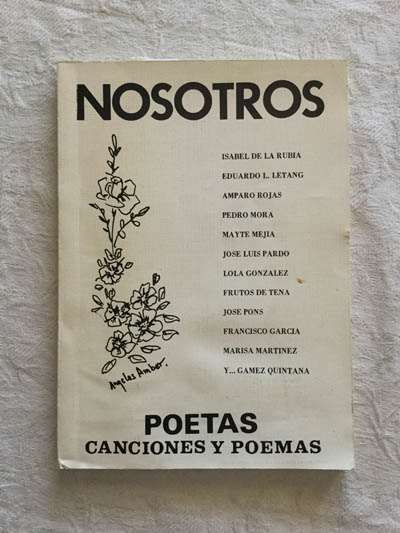 NOSOTROS
ISABEL DE LA RUBIA
EDUARDO L. LETANG
AMPARO ROJAS
PEDRO MORA
MAYTE MEJIA
JOSE LUIS PARDO
LOLA GONZALEZ
FRUTOS DE TENA
JOSE PONS
FRANCISCO GARCIA
MARISA MARTINEZ
Y... GAMEZ QUINTANA
Angeles Amber.
POETAS
CANCIONES Y POEMAS